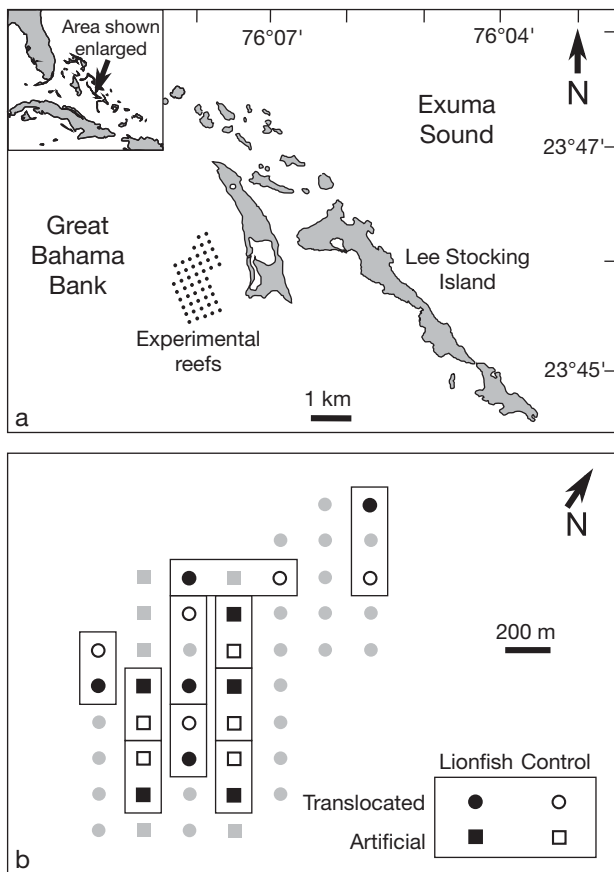 Area shown
enlarged
76°07'
76°04'
N
Exuma
Sound
23°47'
Great
Bahama
Bank
Lee Stocking
Island
Experimental
reefs
23°45'
1 km
a
N
200 m
Lionfish Control
Translocated
Artificial
b